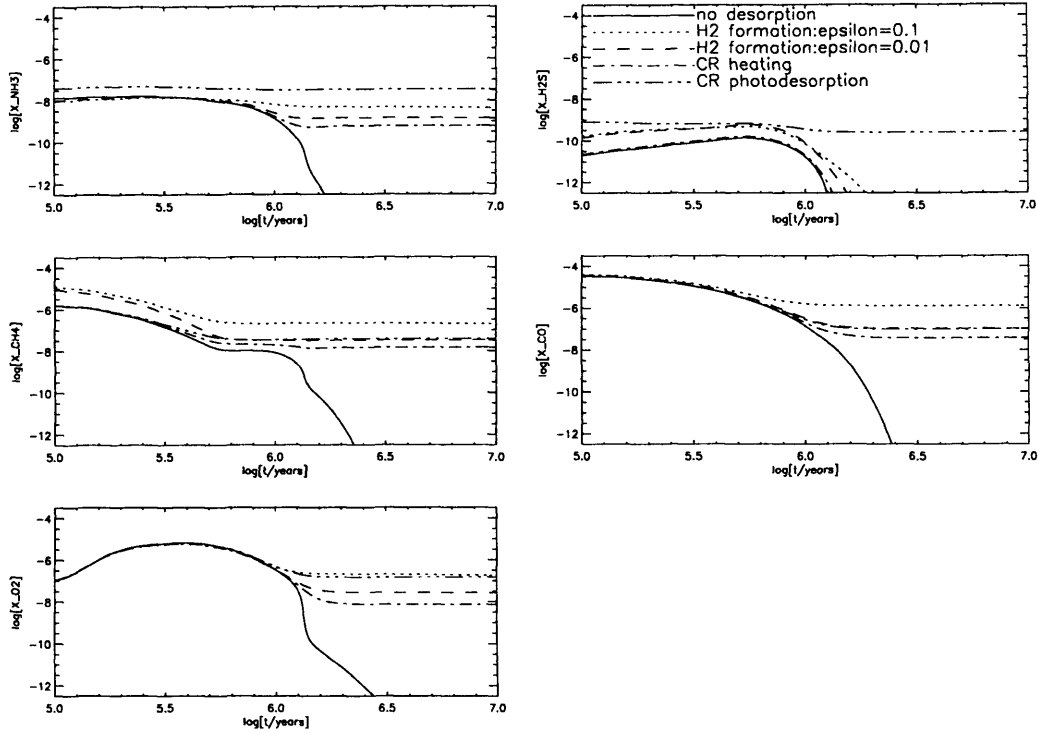 no desorption
H2 formation:epsilon=0.1
H2 formation:epsilon=0.01
CR heating
CR photodesorption
log[X_NH3]
-4
-6
-8
-10
-12
5.0 5.5 6.0 6.5 7.0
log[t/years]
log[X_H2S]
-4
-6
-8
-10
-12
5.0 5.5 6.0 6.5 7.0
log[t/years]
log[X_CH4]
-4
-6
-8
-10
-12
5.0 5.5 6.0 6.5 7.0
log[t/years]
log[X_CO]
-4
-6
-8
-10
-12
5.0 5.5 6.0 6.5 7.0
log[t/years]
log[X_O2]
-4
-6
-8
-10
-12
5.0 5.5 6.0 6.5 7.0
log[t/years]